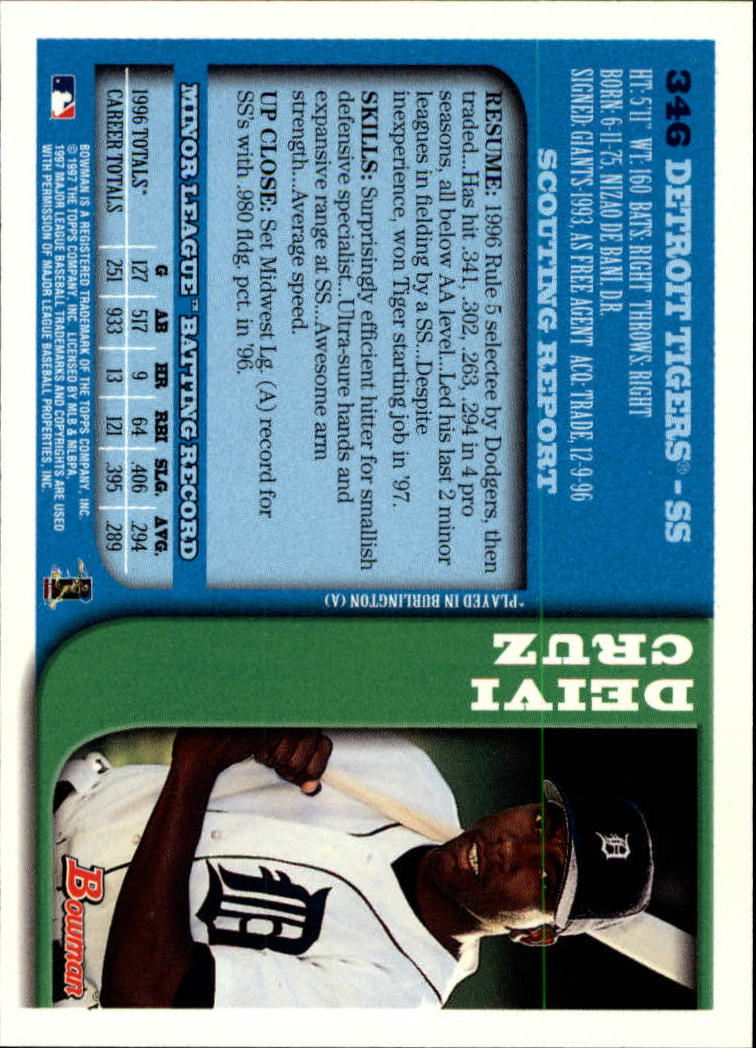 346 DETROIT TIGERS® - SS
HT: 5'11" WT: 160 BATS: RIGHT THROWS: RIGHT
BORN: 6-11-75, NIZAO DE BANI, D.R.
SIGNED: GIANTS '1993, AS FREE AGENT ACQ: TRADE, 12-9-96
SCOUTING REPORT
RESUME: 1996 Rule 5 selectee by Dodgers, then
traded...Has hit .341, .302, .263, .294 in 4 pro
seasons, all below AA level...Led his last 2 minor
leagues in fielding by a SS...Despite
inexperience, won Tiger starting job in '97.
SKILLS: Surprisingly efficient hitter for smallish
defensive specialist...Ultra-sure hands and
expansive range at SS...Awesome arm
strength...Average speed.
UP CLOSE: Set Midwest Lg. (A) record for
SS's with .980 fldg. pct. in '96.
MINOR LEAGUE™ BATTING RECORD
G AB HR RBI SLG. AVG.
1996 TOTALS* 127 517 9 64 .406 .294
CAREER TOTALS 251 933 13 121 .395 .289
*PLAYED IN BURLINGTON (A)
BOWMAN IS A REGISTERED TRADEMARK OF THE TOPPS COMPANY, INC.
© 1997 THE TOPPS COMPANY, INC. LICENSED BY MLB & MLBPA
1997 MAJOR LEAGUE BASEBALL TRADEMARKS AND COPYRIGHTS ARE USED
WITH PERMISSION OF MAJOR LEAGUE BASEBALL PROPERTIES, INC.
DEIVI
CRUZ
D
D
Bowman